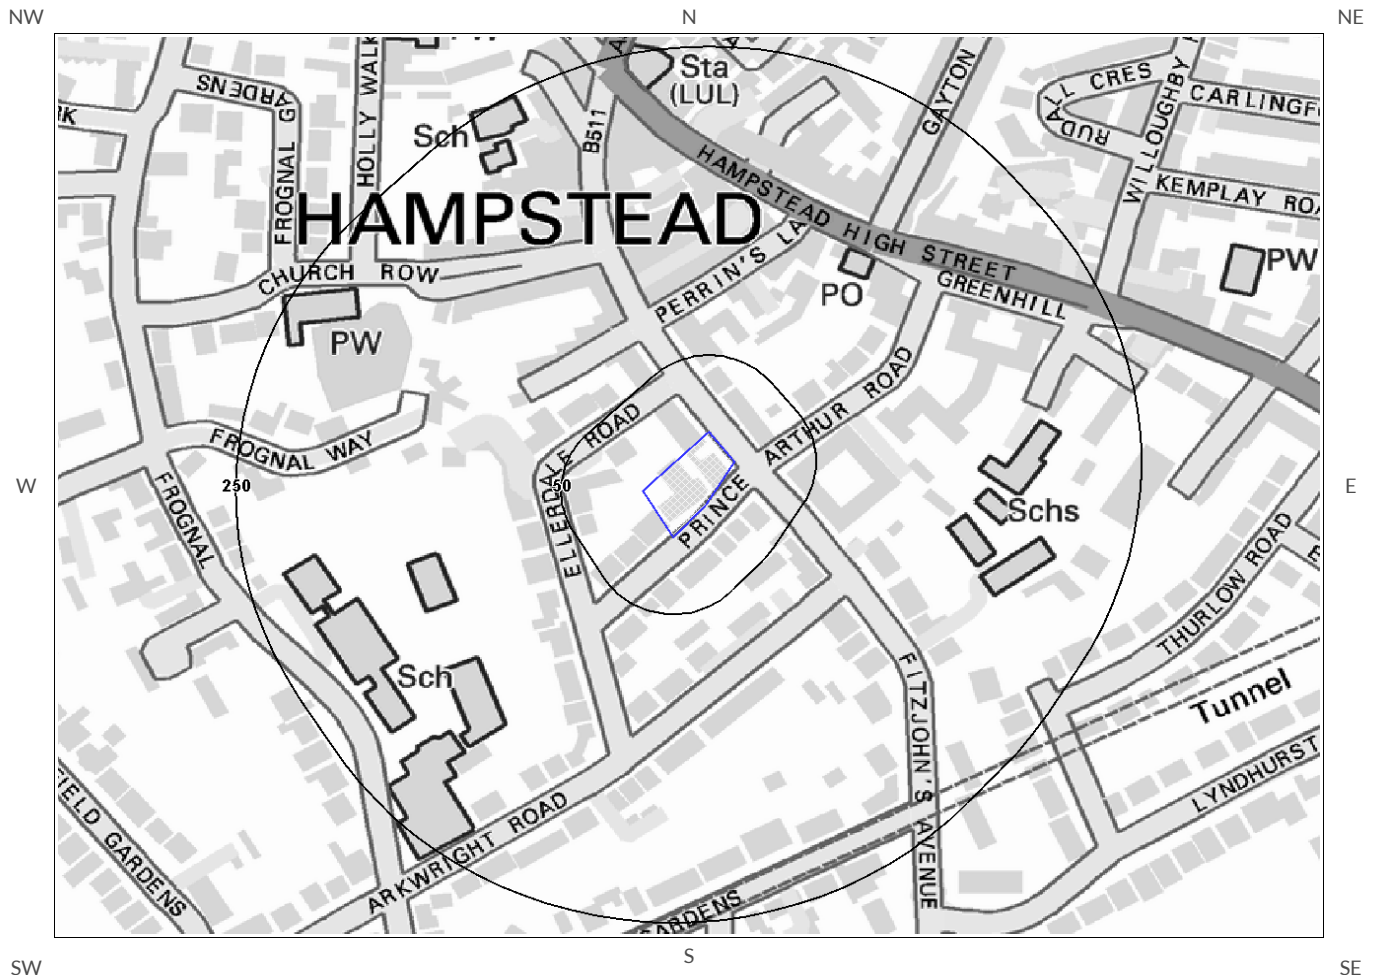 NW
N
NE
Sta
(LUL)
Sch
B511
GAYTON
RUDALL CRES
RUDALL
WILLOUGHBY
CARLINGF
KEMPLAY ROA
GARDENS
FROGNAL
HOLLY WALK
HAMPSTEAD
HAMPSTEAD HIGH STREET
PERRIN'S LA
PO
GREENHILL
PW
CHURCH ROW
PW
FROGNAL WAY
ELLERDALE ROAD
ARTHUR ROAD
PRINCE
W
250
50
E
FROGNAL
Schs
THURLOW ROAD
Sch
FITZJOHN'S AVENUE
Tunnel
LYNDHURST
IELD GARDENS
ARKWRIGHT ROAD
GARDENS
SW
S
SE